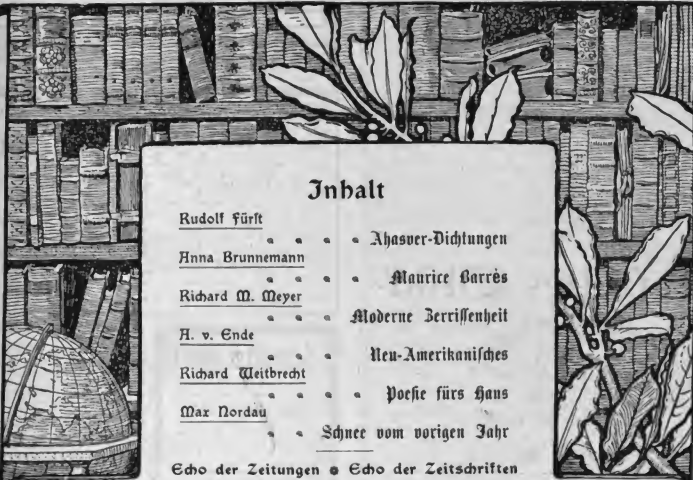 Inhalt
Rudolf Fürst
Ahasver-Dichtungen
Anna Brunnemann
Maurice Barrès
Richard M. Meyer
Moderne Zerrissenheit
A. v. Ende
Neu-Amerikanisches
Richard Weitbrecht
Poesie fürs Haus
Max Nordau
Schnee vom vorigen Jahr
Echo der Zeitungen Echo der Zeitschriften